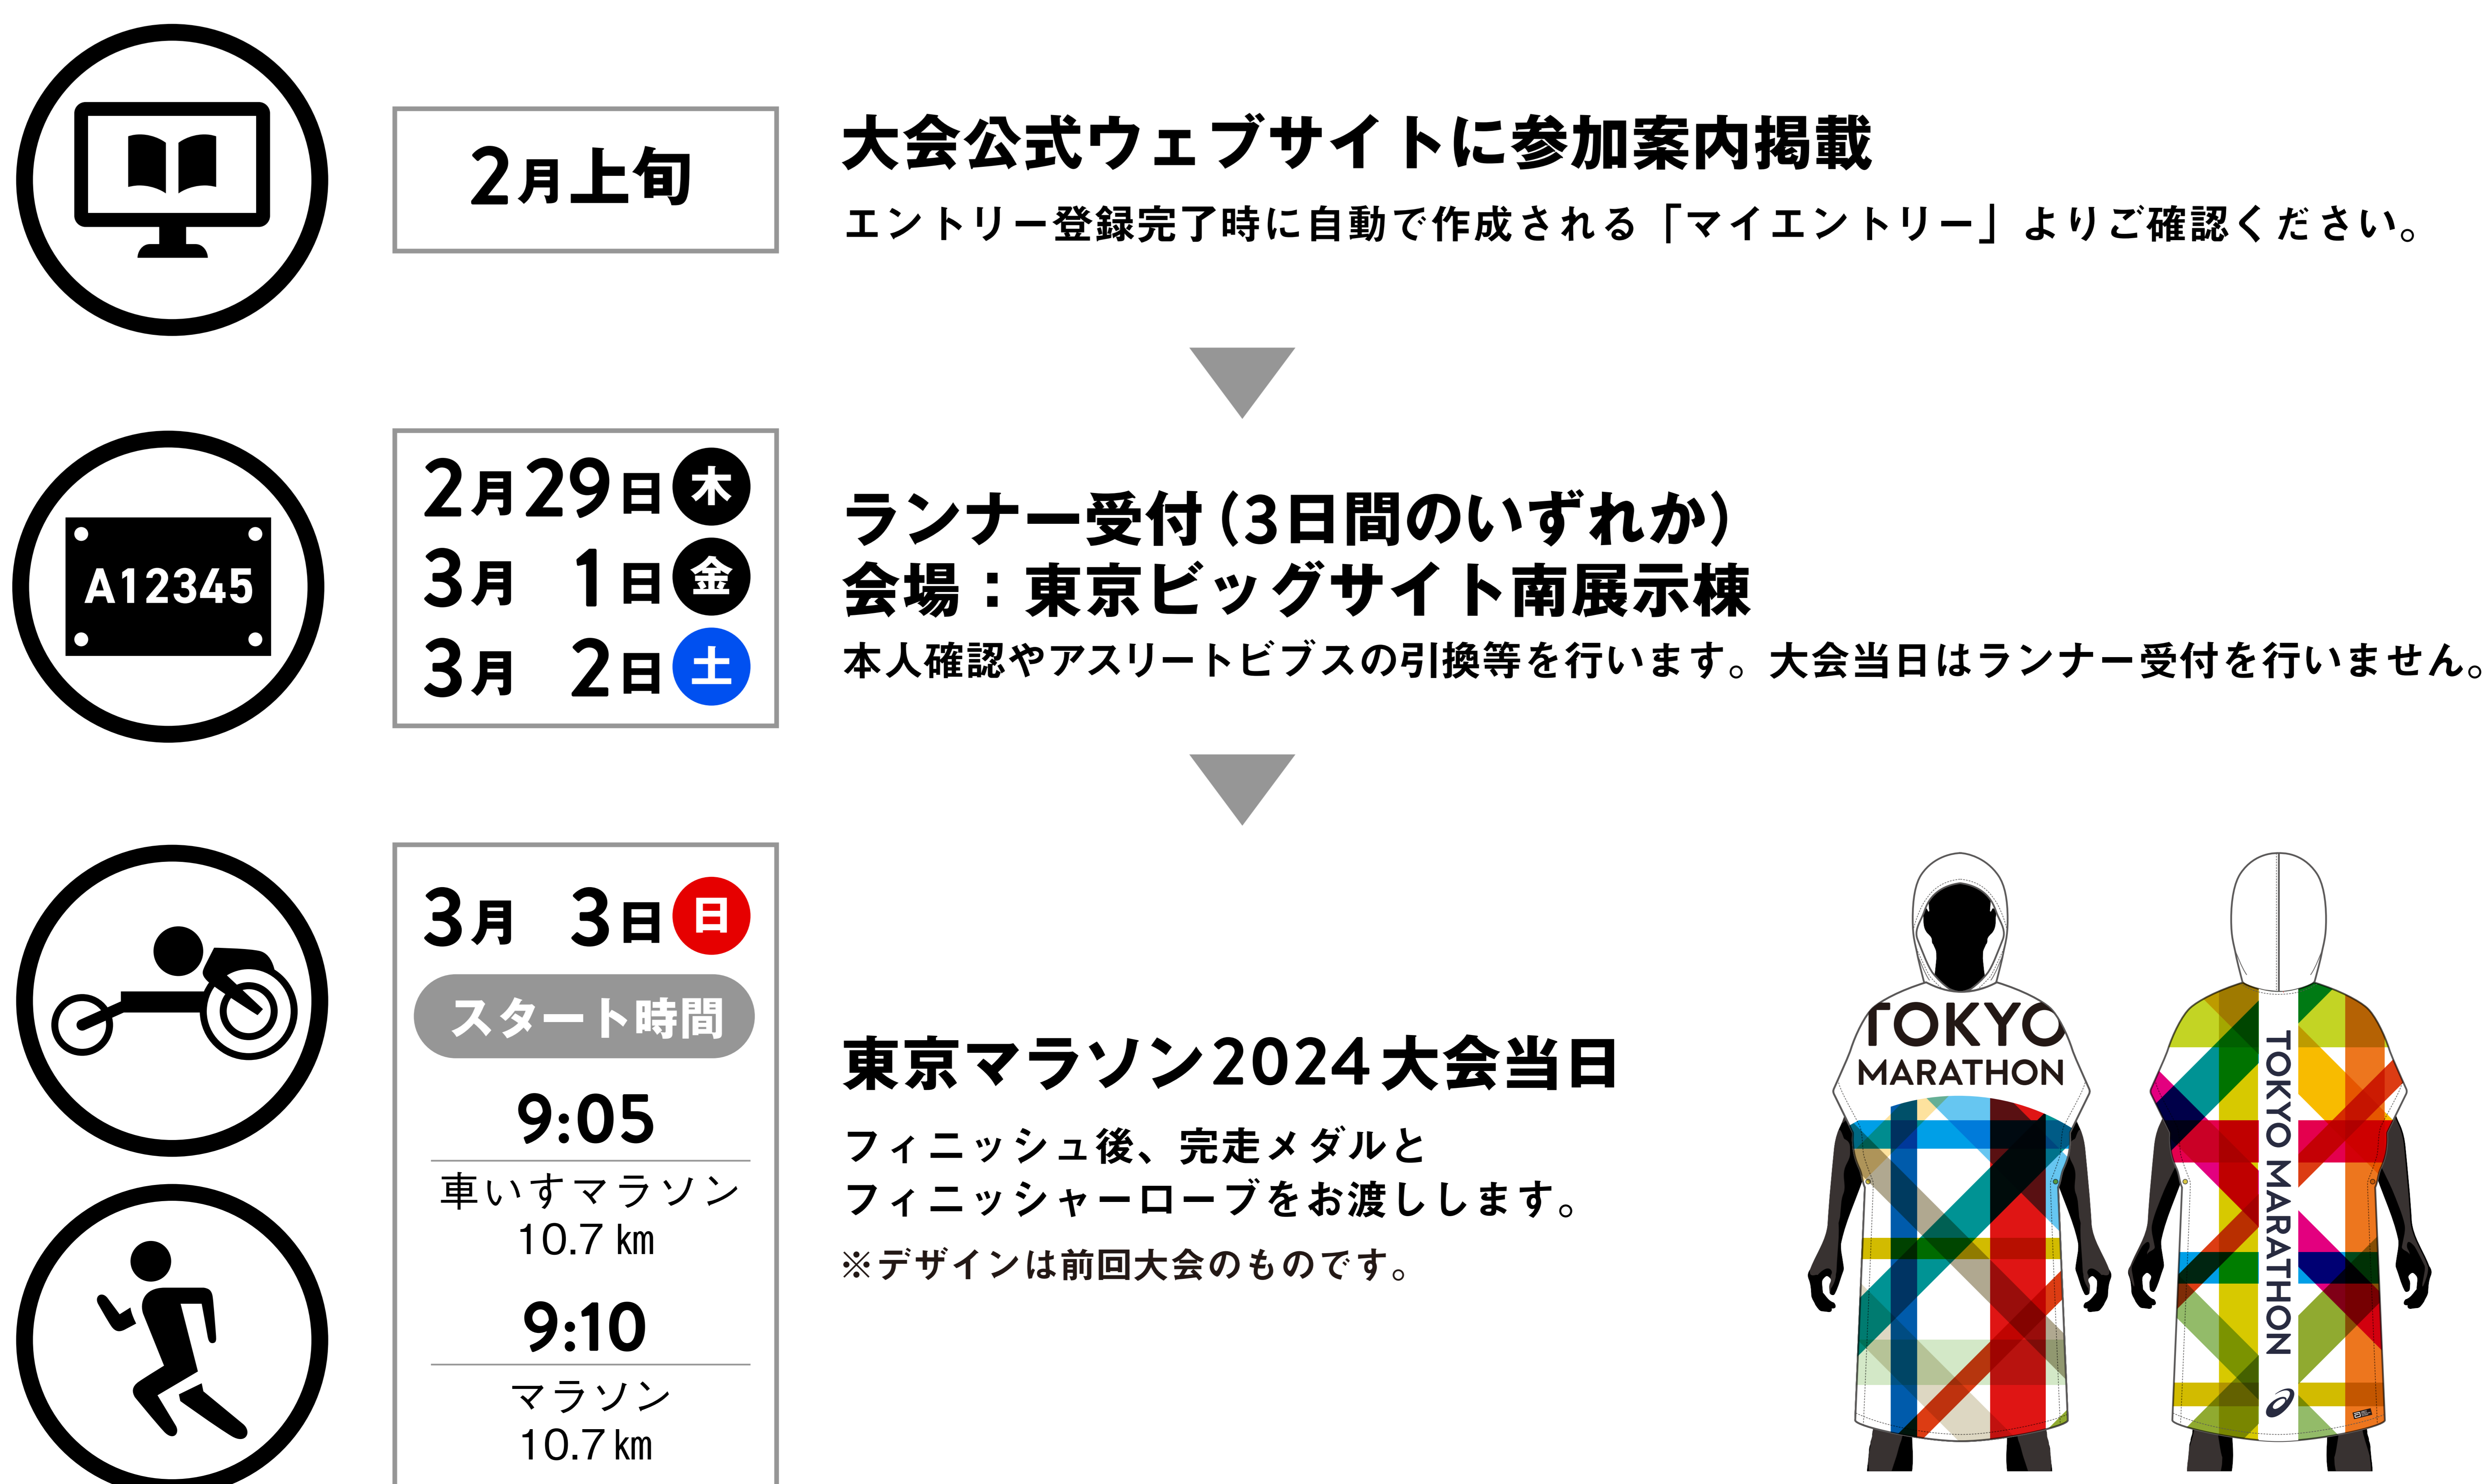 2月上旬
大会公式ウェブサイトに参加案内掲載
エントリー登録完了時に自動で作成される「マイエントリー」よりご確認ください。
A12345
2月29日 木
3月 1日 金
3月 2日 土
ランナー受付(3日間のいずれか)
会場：東京ビッグサイト南展示棟
本人確認やアスリートビブスの引換等を行います。大会当日はランナー受付を行いません。
3月 3日 日
スタート時間
9:05
車いすマラソン
10.7km
9:10
マラソン
10.7km
東京マラソン2024大会当日
フィニッシュ後、完走メダルと
フィニッシャーローブをお渡しします。
※デザインは前回大会のものです。
TOKYO
MARATHON
TOKYO MARATHON